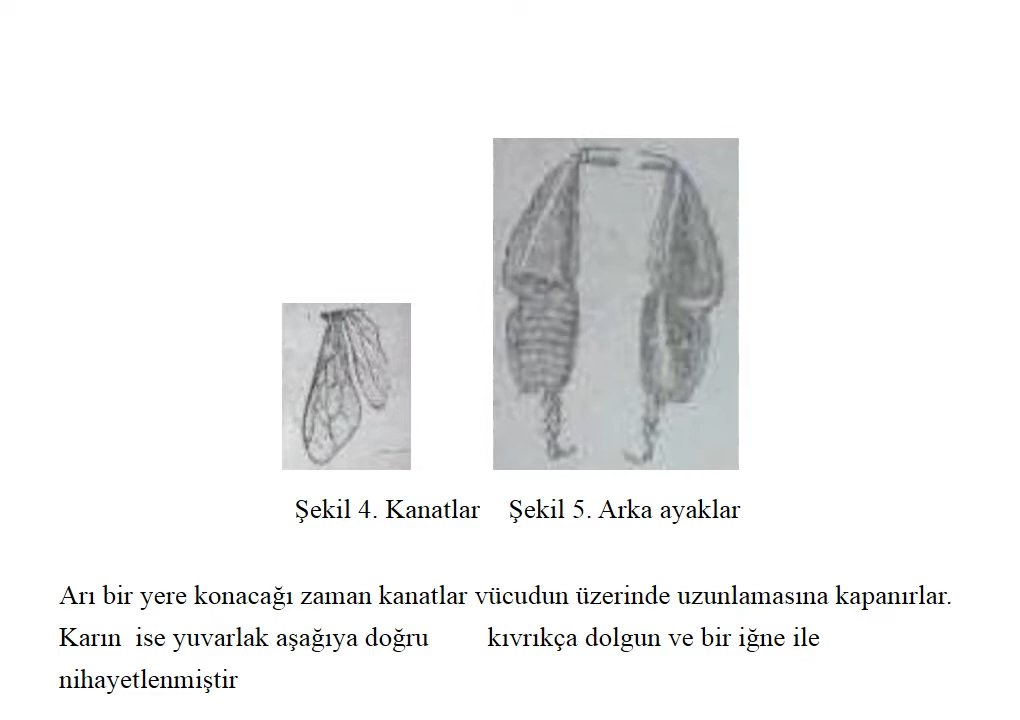 Şekil 4. Kanatlar Şekil 5. Arka ayaklar
Arı bir yere konacağı zaman kanatlar vücudun üzerinde uzunlamasına kapanırlar.
Karın ise yuvarlak aşağıya doğru kıvrıkça dolgun ve bir iğne ile
nihayetlenmiştir